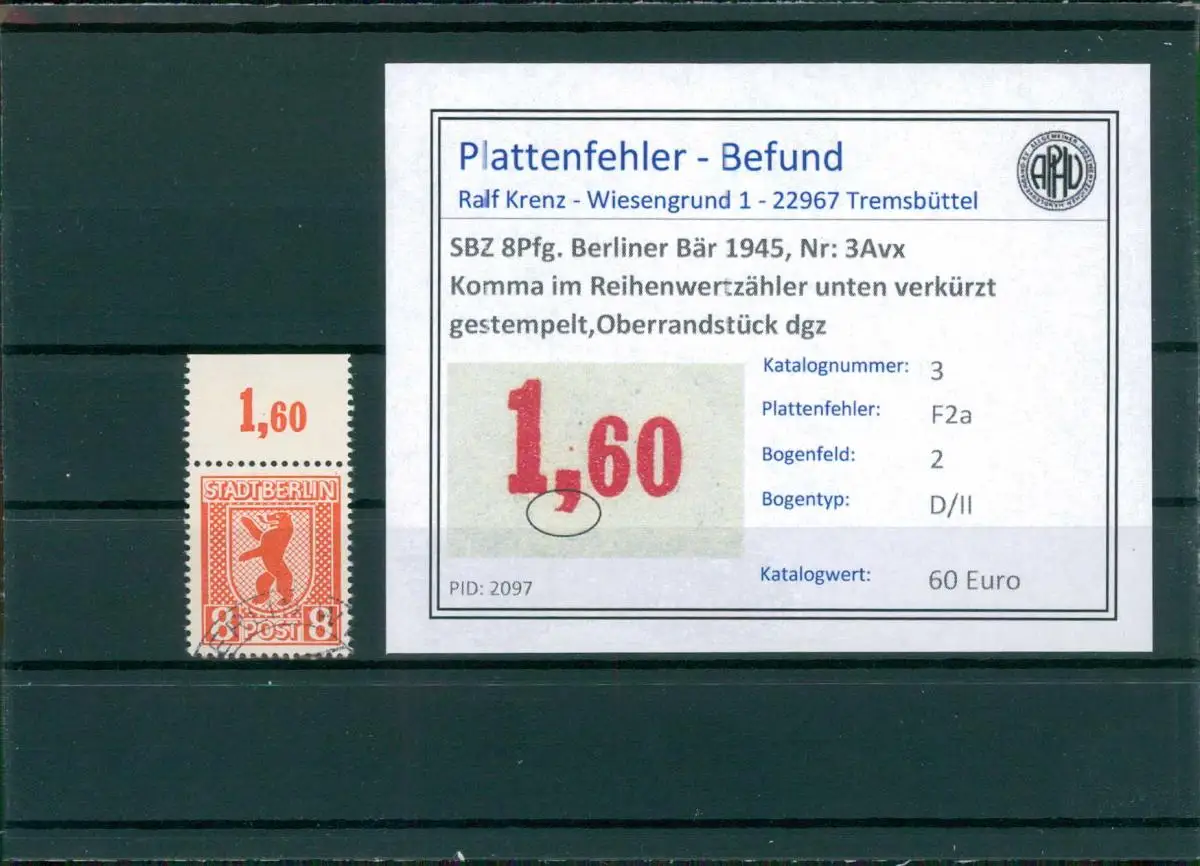 1,60
STADT BERLIN
8 POST 8
Plattenfehler - Befund
Ralf Krenz - Wiesengrund 1 - 22967 Tremsbüttel
APHV
SBZ 8Pfg. Berliner Bär 1945, Nr: 3Avx
Komma im Reihenwertzähler unten verkürzt
gestempelt,Oberrandstück dgz
1,60
Katalognummer: 3
Plattenfehler: F2a
Bogenfeld: 2
Bogentyp: D/II
Katalogwert: 60 Euro
PID: 2097